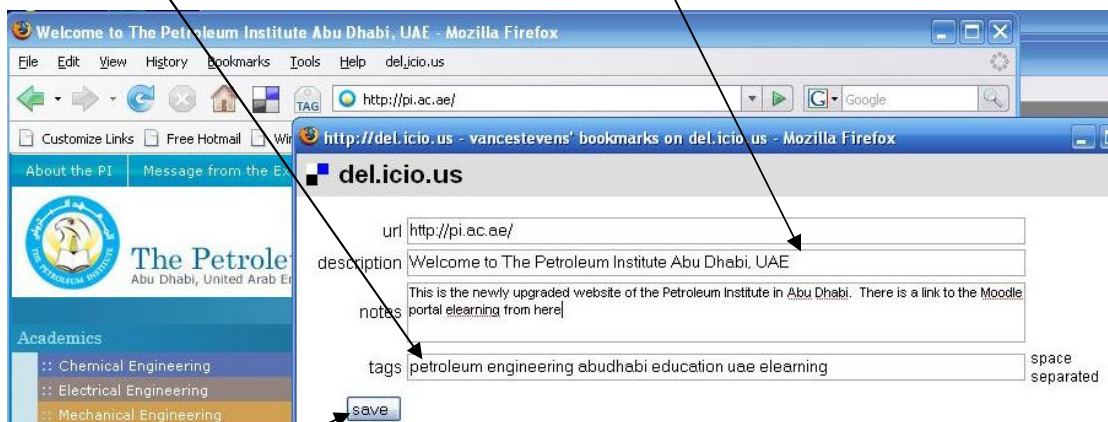 Welcome to The Petroleum Institute Abu Dhabi, UAE - Mozilla Firefox
File Edit View History Bookmarks Tools Help del.icio.us
TAG http://pi.ac.ae/ G Google
Customize Links Free Hotmail
http://del.icio.us - vancestevens' bookmarks on del.icio.us - Mozilla Firefox
About the PI Message from the
del.icio.us
url http://pi.ac.ae/
The
description Welcome to The Petroleum Institute Abu Dhabi, UAE
Abu Dhabi, United Arab
notes This is the newly upgraded website of the Petroleum Institute in Abu Dhabi. There is a link to the Moodle
portal elearning from here
Academics
:: Chemical Engineering
tags petroleum engineering abudhabi education uae elearning space
separated
:: Electrical Engineering
:: Mechanical Engineering
save